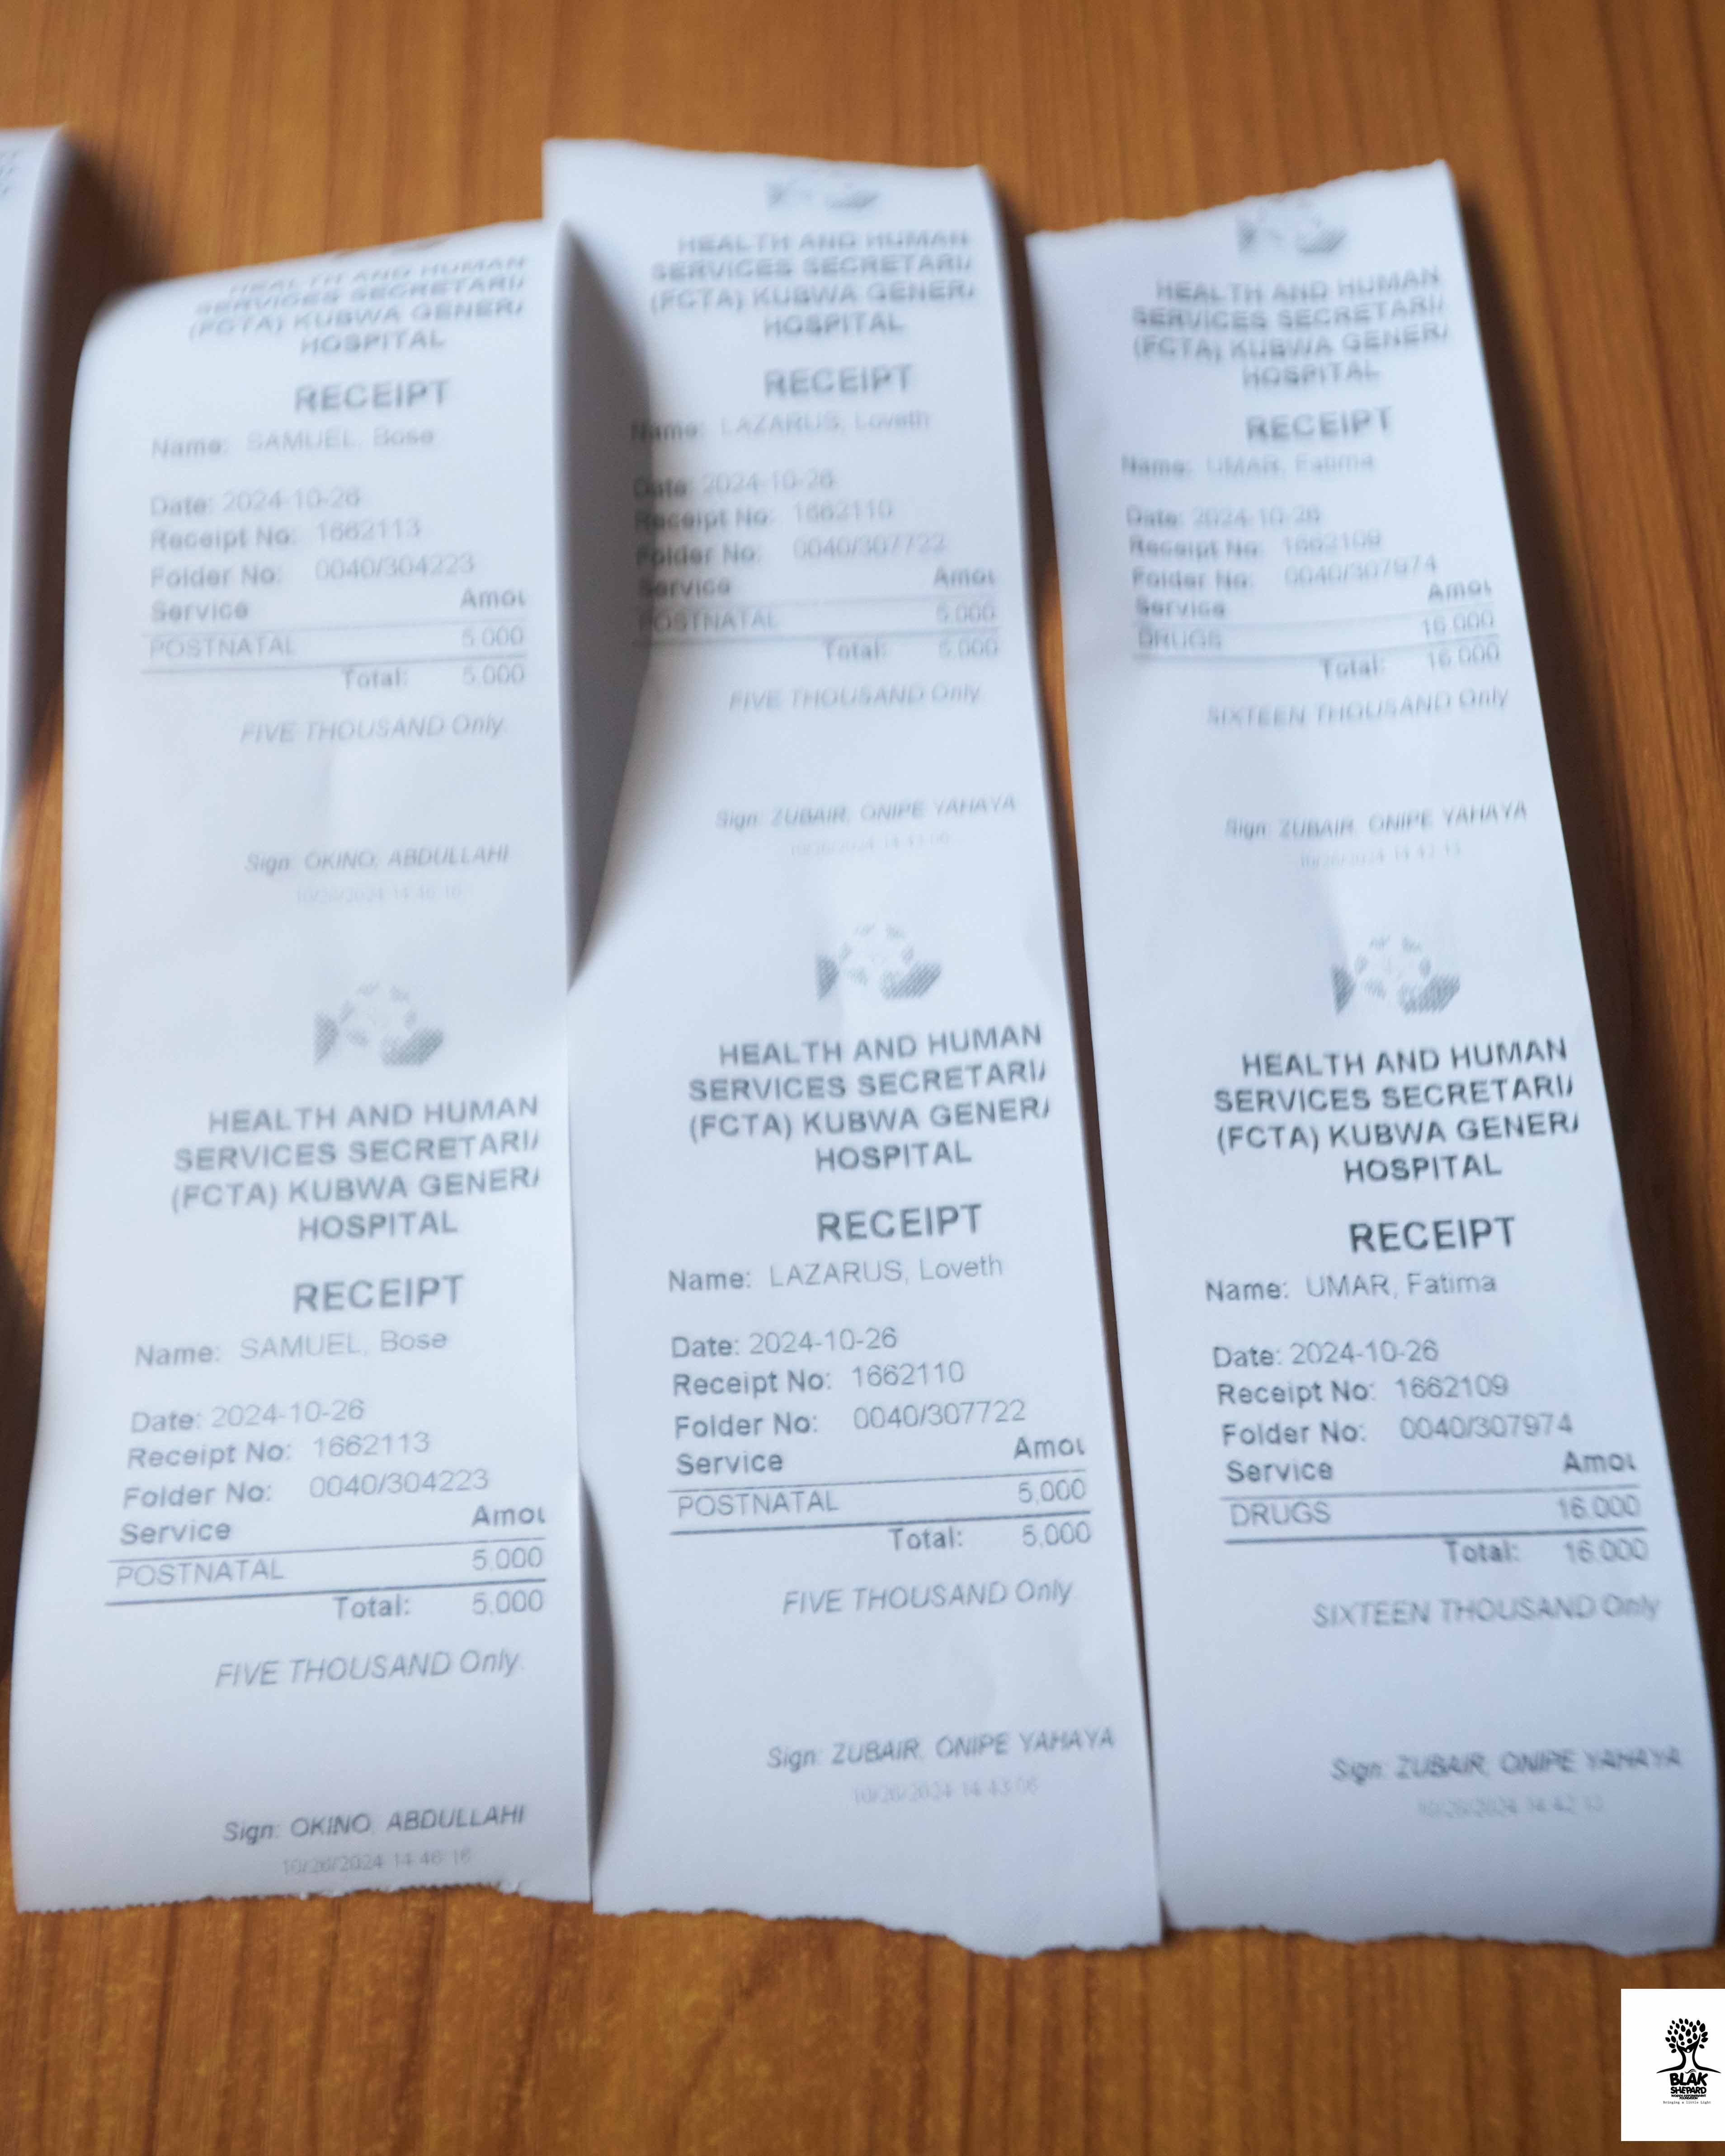 HEALTH AND HUMAN
SERVICES SECRETARI
(FCTA) KUBWA GENER
HOSPITAL
RECEIPT
Name: SAMUEL, Bose
Date: 2024-10-26
Receipt No: 1662113
Folder No: 0040/304223
Service Amou
POSTNATAL 5,000
Total: 5,000
FIVE THOUSAND Only
Sign: OKINO, ABDULLAHI
10/26/2024 14:46:16
HEALTH AND HUMAN
SERVICES SECRETARI
(FCTA) KUBWA GENER
HOSPITAL
RECEIPT
Name: SAMUEL, Bose
Date: 2024-10-26
Receipt No: 1662113
Folder No: 0040/304223
Service Amou
POSTNATAL 5,000
Total: 5,000
FIVE THOUSAND Only
Sign: OKINO, ABDULLAHI
10/26/2024 14:46:16
HEALTH AND HUMAN
SERVICES SECRETARI
(FCTA) KUBWA GENER
HOSPITAL
RECEIPT
Name: LAZARUS, Loveth
Date: 2024-10-26
Receipt No: 1662110
Folder No: 0040/307722
Service Amou
POSTNATAL 5,000
Total: 5,000
FIVE THOUSAND Only
Sign: ZUBAIR, ONIPE YAHAYA
10/26/2024 14:43:06
HEALTH AND HUMAN
SERVICES SECRETARI
(FCTA) KUBWA GENER
HOSPITAL
RECEIPT
Name: LAZARUS, Loveth
Date: 2024-10-26
Receipt No: 1662110
Folder No: 0040/307722
Service Amou
POSTNATAL 5,000
Total: 5,000
FIVE THOUSAND Only
Sign: ZUBAIR, ONIPE YAHAYA
10/26/2024 14:43:06
HEALTH AND HUMAN
SERVICES SECRETARI
(FCTA) KUBWA GENER
HOSPITAL
RECEIPT
Name: UMAR, Fatima
Date: 2024-10-26
Receipt No: 1662109
Folder No: 0040/307974
Service Amou
DRUGS 16,000
Total: 16,000
SIXTEEN THOUSAND Only
Sign: ZUBAIR, ONIPE YAHAYA
10/26/2024 14:42:13
HEALTH AND HUMAN
SERVICES SECRETARI
(FCTA) KUBWA GENER
HOSPITAL
RECEIPT
Name: UMAR, Fatima
Date: 2024-10-26
Receipt No: 1662109
Folder No: 0040/307974
Service Amou
DRUGS 16,000
Total: 16,000
SIXTEEN THOUSAND Only
Sign: ZUBAIR, ONIPE YAHAYA
10/26/2024 14:42:13
BLAK
SHEPARD
Bringing a little Light